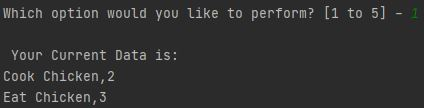 Which option would you like to perform? [1 to 5] – 1
Your Current Data is:
Cook Chicken,2
Eat Chicken,3